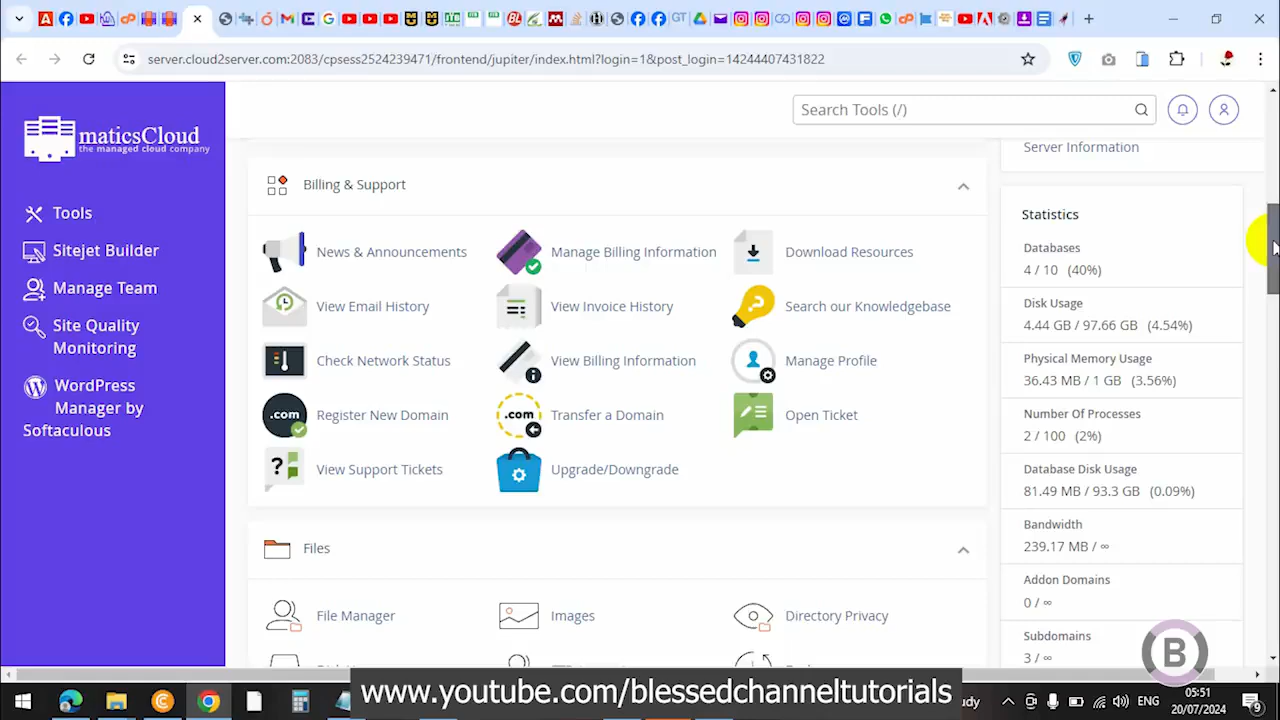 server.cloud2server.com:2083/cpsess2524239471/frontend/jupiter/index.html?login=1&post_login=14244407431822
maticsCloud
the managed cloud company
Search Tools (/)
Tools
Sitejet Builder
Manage Team
Site Quality
Monitoring
WordPress
Manager by
Softaculous
Billing & Support
News & Announcements
Manage Billing Information
Download Resources
View Email History
View Invoice History
Search our Knowledgebase
Check Network Status
View Billing Information
Manage Profile
.com
Register New Domain
.com
Transfer a Domain
Open Ticket
View Support Tickets
Upgrade/Downgrade
Files
File Manager
Images
Directory Privacy
Server Information
Statistics
Databases
4 / 10 (40%)
Disk Usage
4.44 GB / 97.66 GB (4.54%)
Physical Memory Usage
36.43 MB / 1 GB (3.56%)
Number Of Processes
2 / 100 (2%)
Database Disk Usage
81.49 MB / 93.3 GB (0.09%)
Bandwidth
239.17 MB / ∞
Addon Domains
0 / ∞
Subdomains
3 / ∞
B
www.youtube.com/blessedchanneltutorials
ENG
05:51
20/07/2024